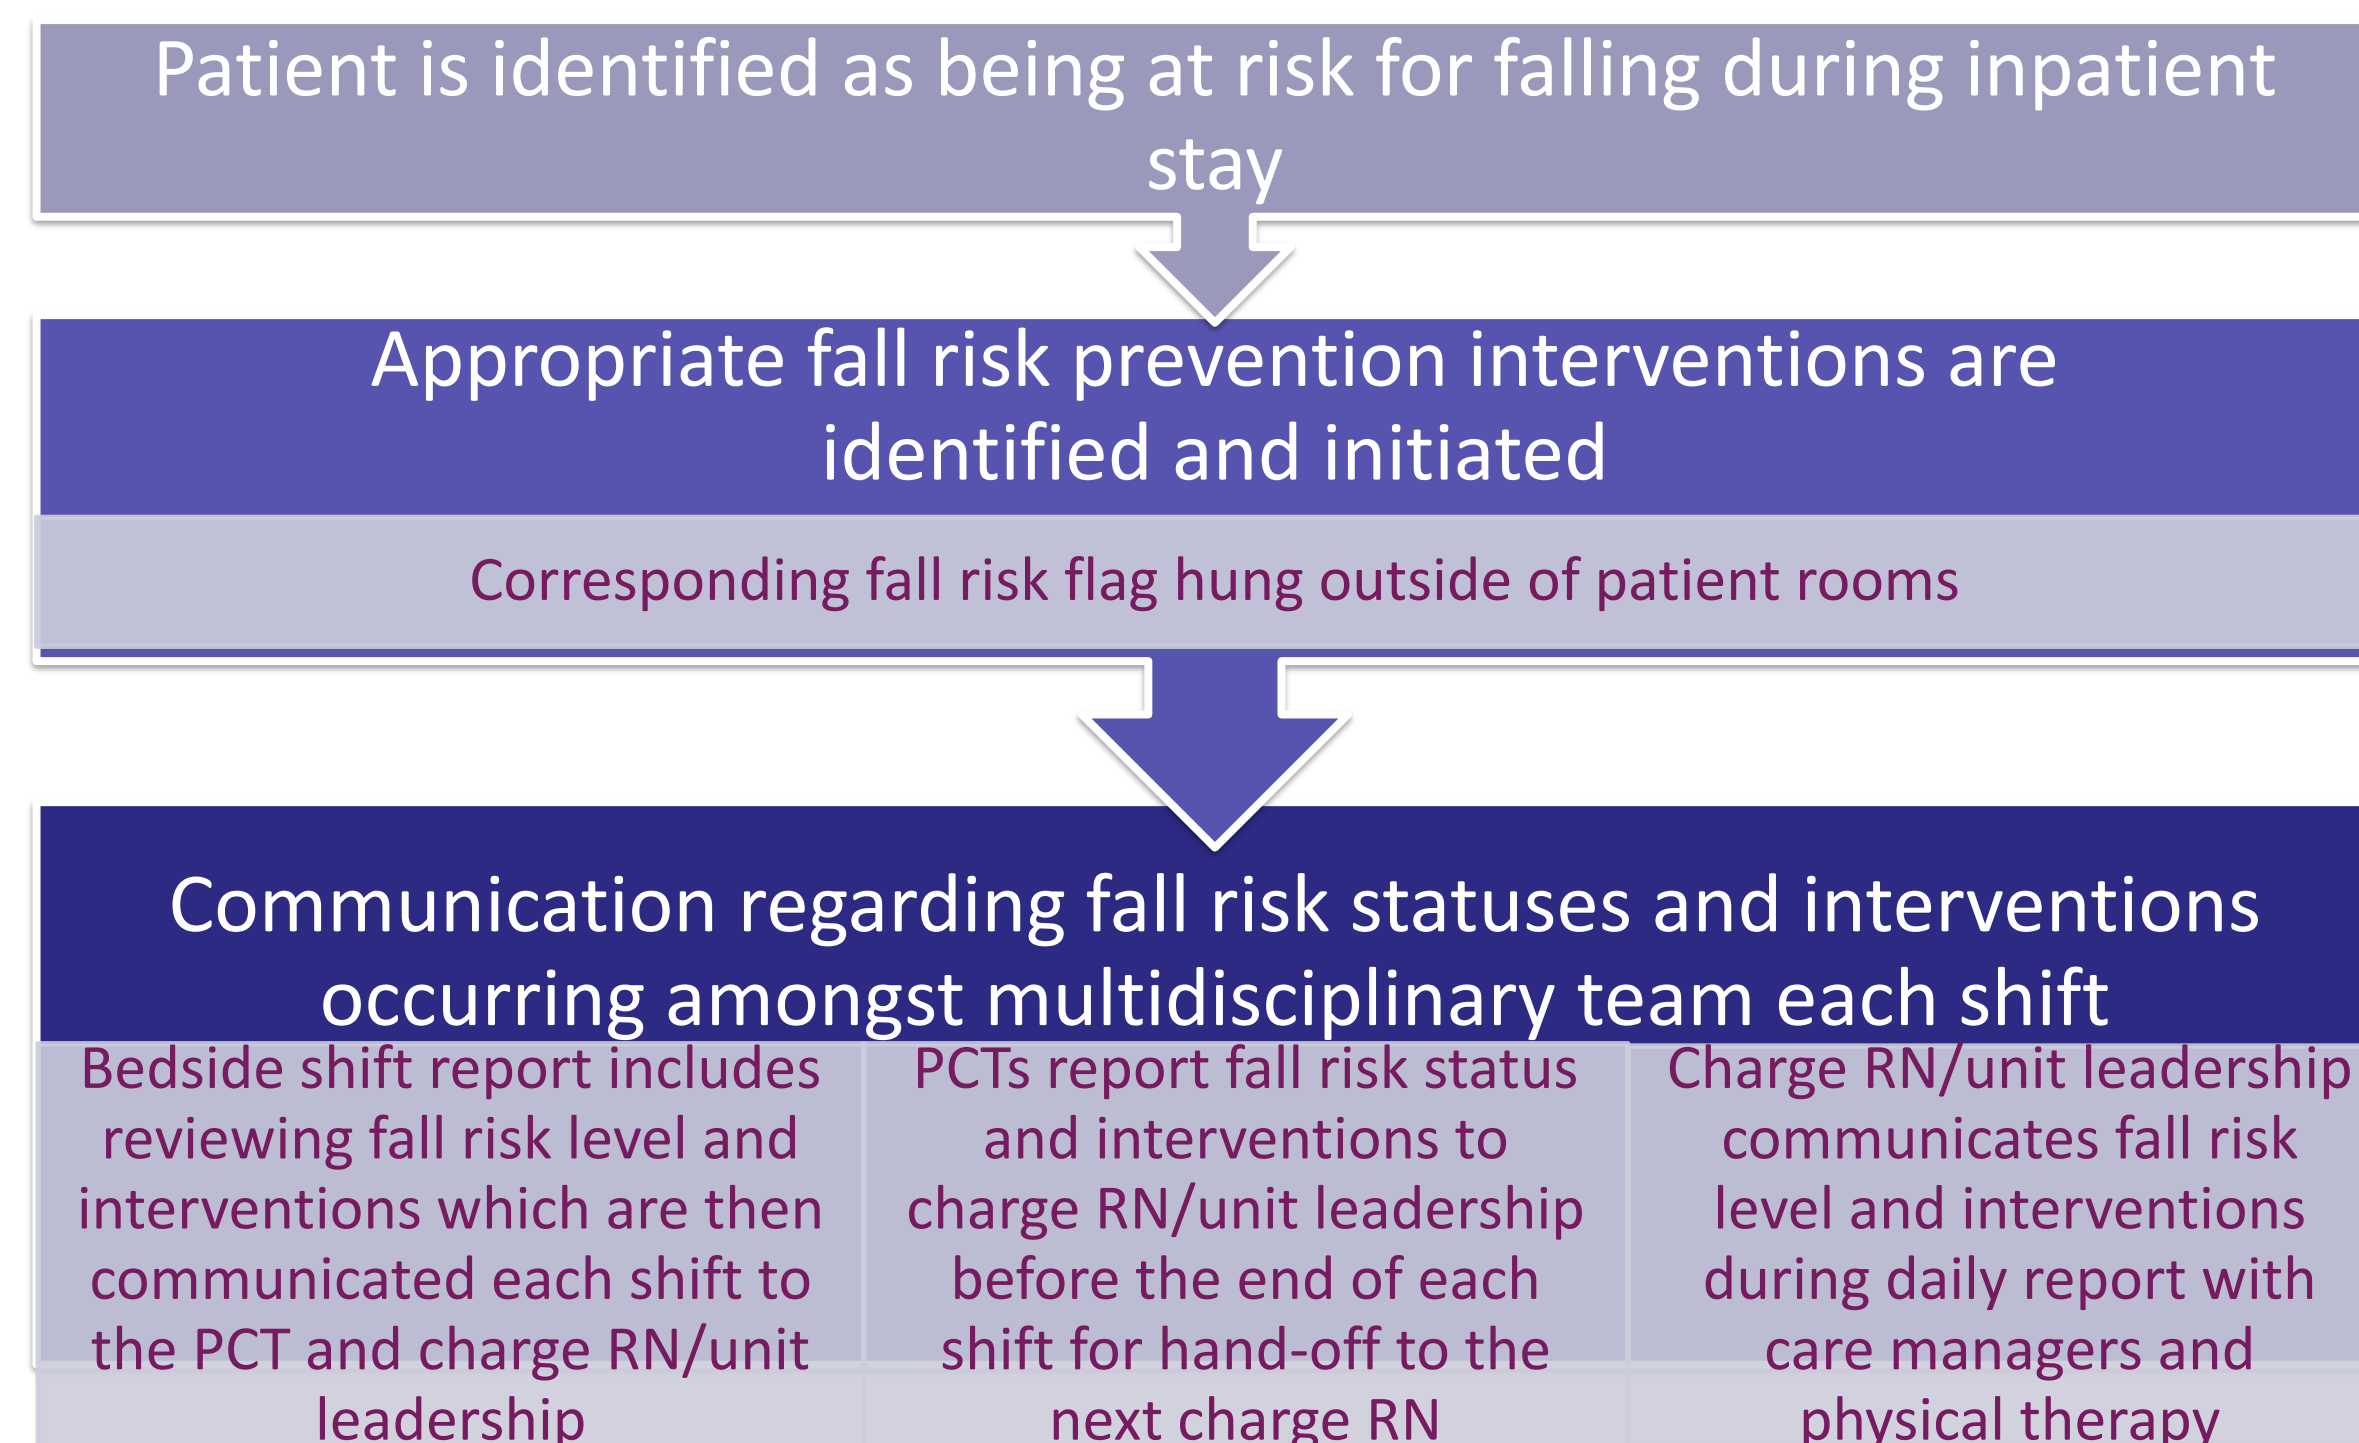 Patient is identified as being at risk for falling during inpatient
stay
Appropriate fall risk prevention interventions are
identified and initiated
Corresponding fall risk flag hung outside of patient rooms
Communication regarding fall risk statuses and interventions
occurring amongst multidisciplinary team each shift
Bedside shift report includes
reviewing fall risk level and
interventions which are then
communicated each shift to
the PCT and charge RN/unit
leadership
PCTs report fall risk status
and interventions to
charge RN/unit leadership
before the end of each
shift for hand-off to the
next charge RN
Charge RN/unit leadership
communicates fall risk
level and interventions
during daily report with
care managers and
physical therapy